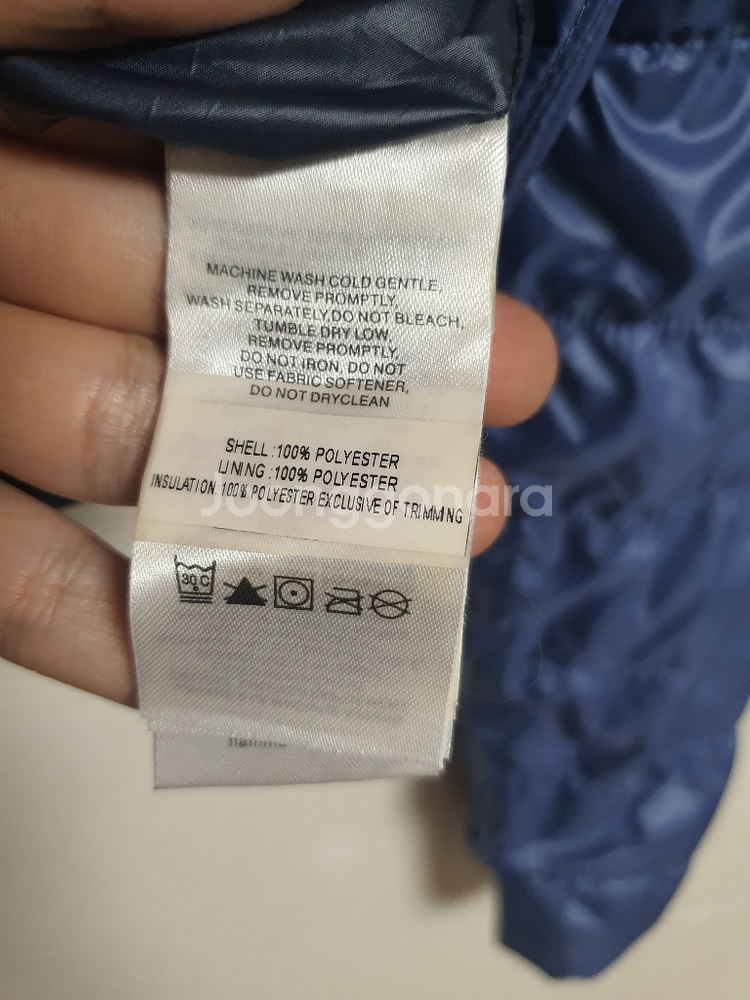 MACHINE WASH COLD GENTLE,
REMOVE PROMPTLY,
WASH SEPARATELY, DO NOT BLEACH,
TUMBLE DRY LOW,
REMOVE PROMPTLY,
DO NOT IRON, DO NOT
USE FABRIC SOFTENER,
DO NOT DRYCLEAN
SHELL :100% POLYESTER
LINING :100% POLYESTER
INSULATION:100% POLYESTER EXCLUSIVE OF TRIMMING
Joonggonara
30 C